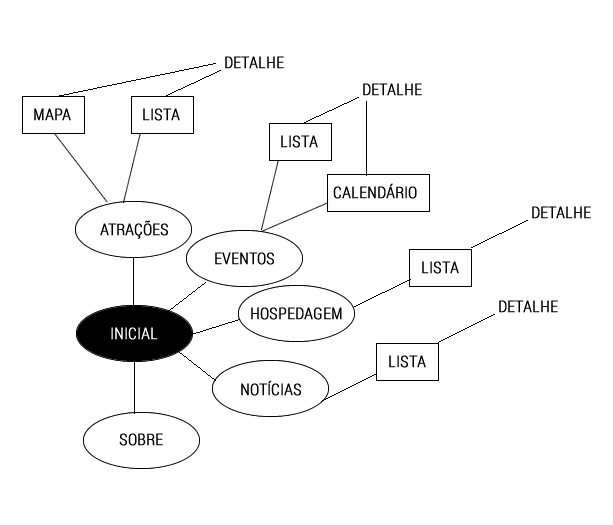 DETALHE
DETALHE
MAPA
LISTA
LISTA
CALENDÁRIO
DETALHE
ATRAÇÕES
EVENTOS
LISTA
HOSPEDAGEM
DETALHE
INICIAL
LISTA
NOTÍCIAS
SOBRE